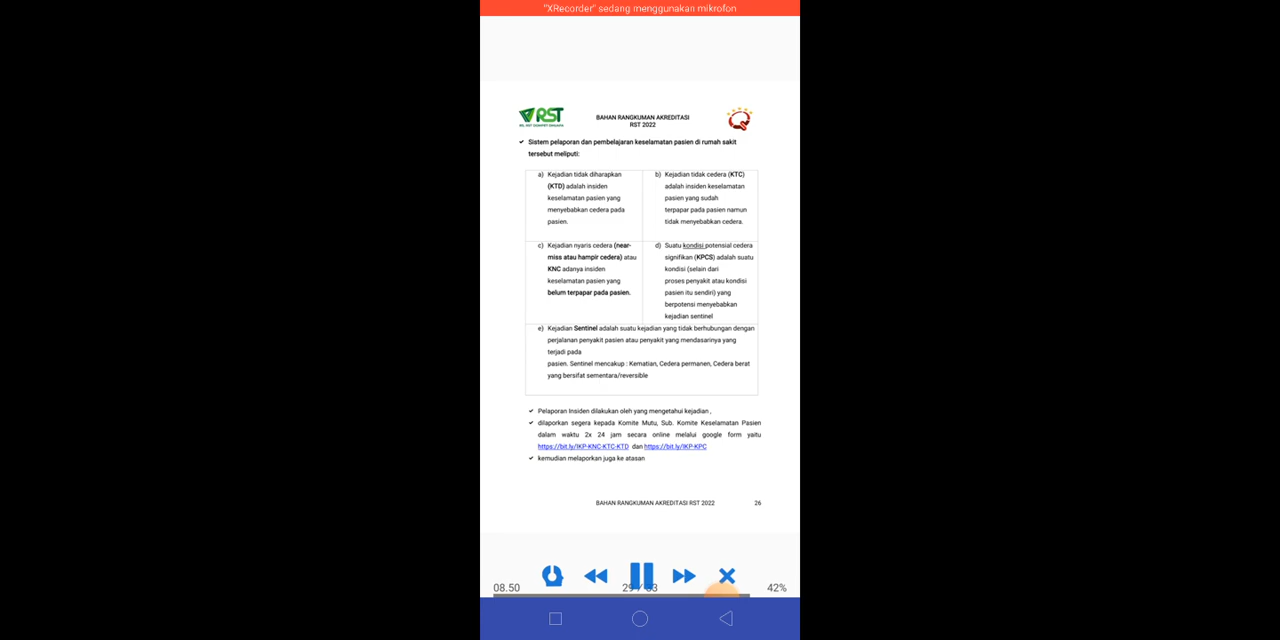 "XRecorder" sedang menggunakan mikrofon
RST
BAHAN RANGKUMAN AKREDITASI
RST 2022
✓ Sistem pelaporan dan pembelajaran keselamatan pasien di rumah sakit
tersebut meliputi:
a) Kejadian tidak diharapkan
(KTD) adalah insiden
keselamatan pasien yang
menyebabkan cedera pada
pasien.
b) Kejadian tidak cedera (KTC)
adalah insiden keselamatan
pasien yang sudah
terpapar pada pasien namun
tidak menyebabkan cedera.
c) Kejadian nyaris cedera (near-
miss atau hampir cedera) atau
KNC adanya insiden
keselamatan pasien yang
belum terpapar pada pasien.
d) Suatu kondisi potensial cedera
signifikan (KPCS) adalah suatu
kondisi (selain dari
proses penyakit atau kondisi
pasien itu sendiri) yang
berpotensi menyebabkan
kejadian sentinel
e) Kejadian Sentinel adalah suatu kejadian yang tidak berhubungan dengan
perjalanan penyakit pasien atau penyakit yang mendasarinya yang
terjadi pada
pasien. Sentinel mencakup : Kematian, Cedera permanen, Cedera berat
yang bersifat sementara/reversible
✓ Pelaporan Insiden dilakukan oleh yang mengetahui kejadian ,
✓ dilaporkan segera kepada Komite Mutu, Sub. Komite Keselamatan Pasien
dalam waktu 2x 24 jam secara online melalui google form yaitu
https://bit.ly/IKP-KNC-KTC-KTD dan https://bit.ly/IKP-KPC
✓ kemudian melaporkan juga ke atasan
BAHAN RANGKUMAN AKREDITASI RST 2022 26
08.50 42%